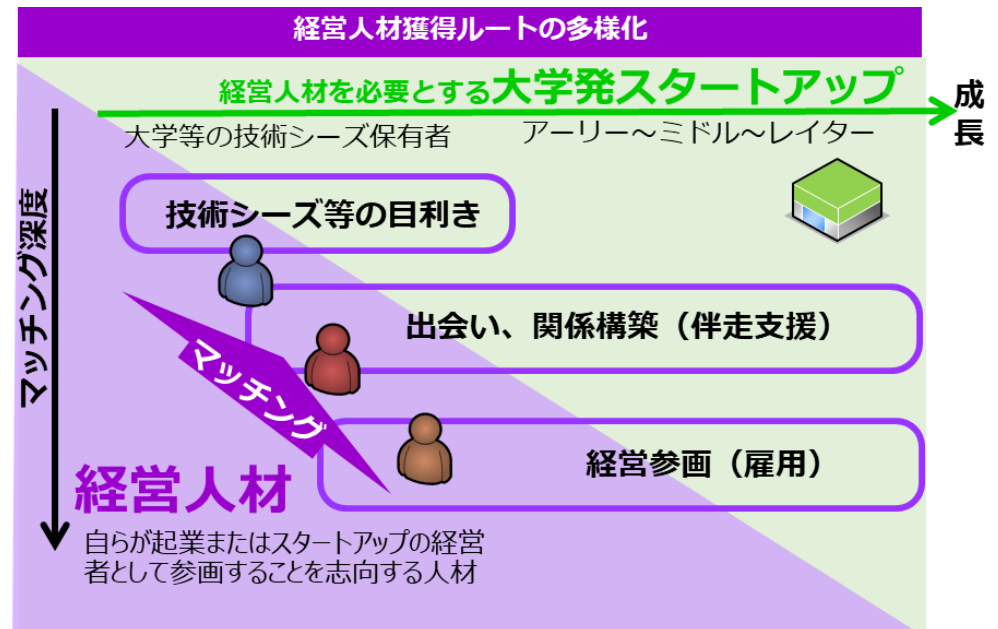 経営人材獲得ルートの多様化
経営人材を必要とする大学発スタートアップ
成長
大学等の技術シーズ保有者
アーリー～ミドル～レイター
マッチング深度
技術シーズ等の目利き
出会い、関係構築（伴走支援）
マッチング
経営参画（雇用）
経営人材
自らが起業またはスタートアップの経営
者として参画することを志向する人材